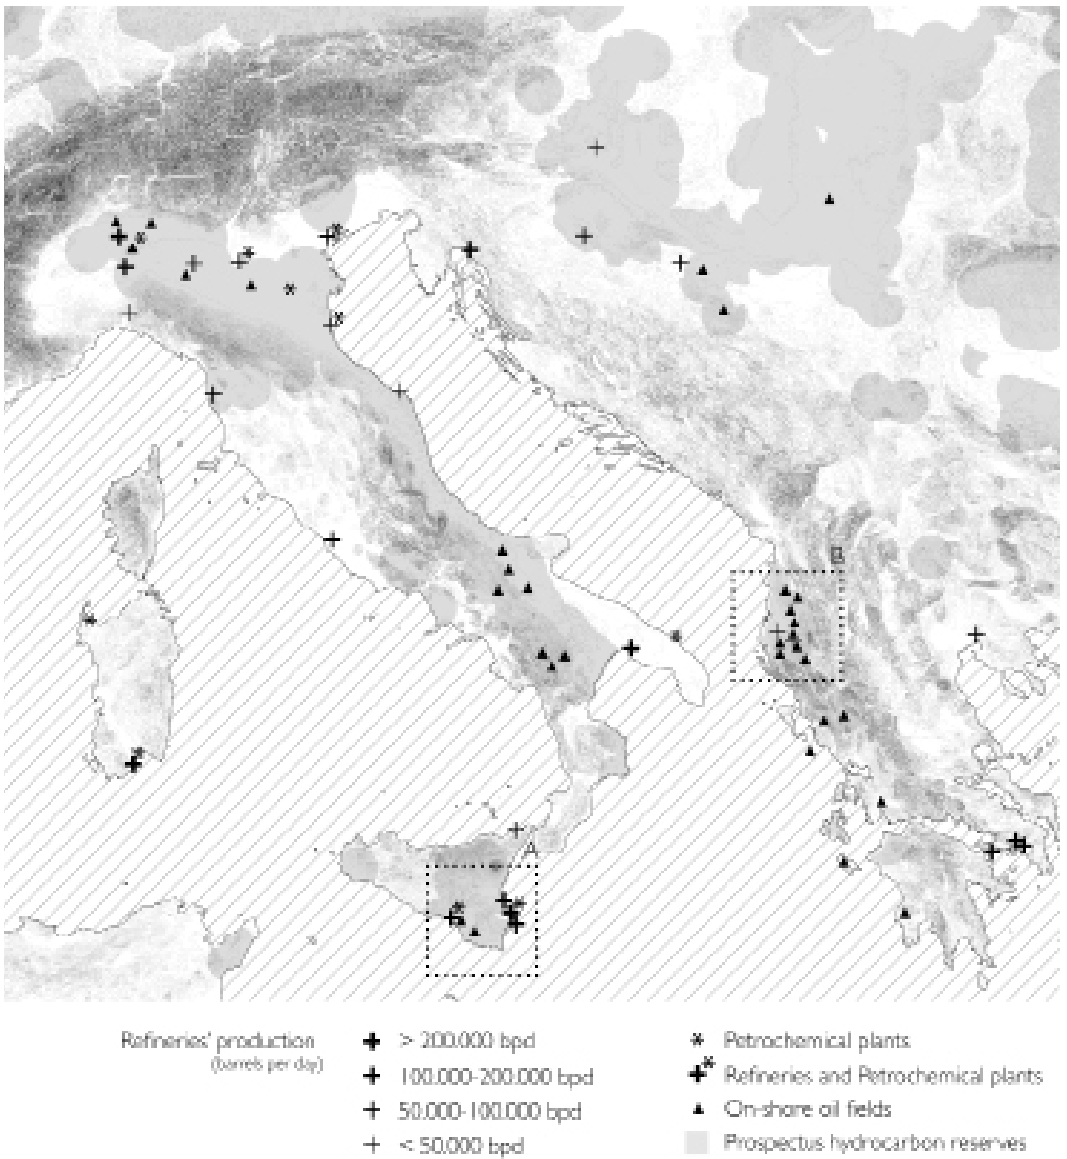 B
A
Refineries' production
(barrels per day)
> 200.000 bpd
100.000-200.000 bpd
50.000-100.000 bpd
< 50.000 bpd
Petrochemical plants
Refineries and Petrochemical plants
On-shore oil fields
Prospectus hydrocarbon reserves